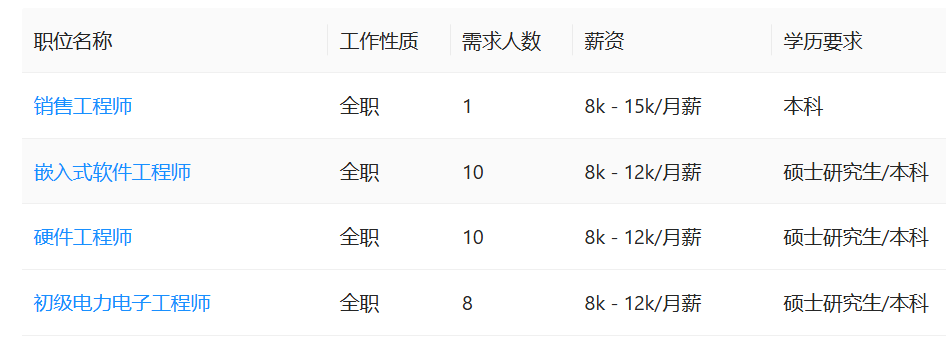 职位名称 工作性质 需求人数 薪资 学历要求
销售工程师 全职 1 8k - 15k/月薪 本科
嵌入式软件工程师 全职 10 8k - 12k/月薪 硕士研究生/本科
硬件工程师 全职 10 8k - 12k/月薪 硕士研究生/本科
初级电力电子工程师 全职 8 8k - 12k/月薪 硕士研究生/本科